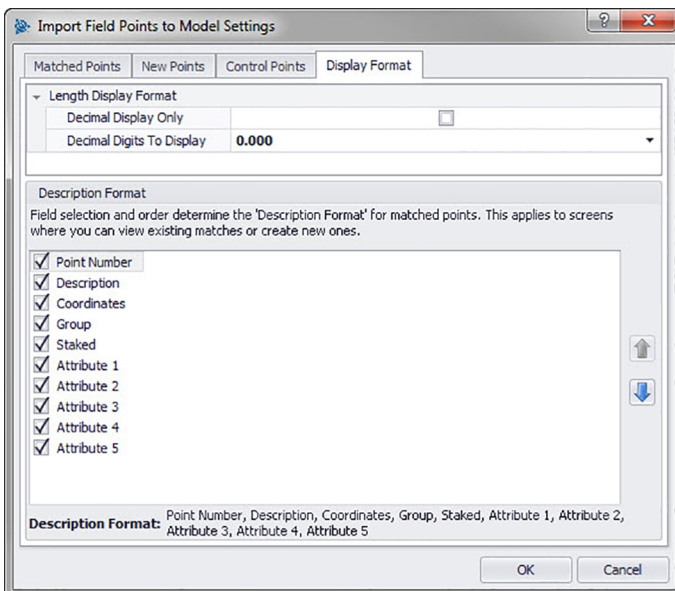 Import Field Points to Model Settings
?
X
Matched Points New Points Control Points Display Format
Length Display Format
Decimal Display Only
Decimal Digits To Display 0.000
Description Format
Field selection and order determine the 'Description Format' for matched points. This applies to screens
where you can view existing matches or create new ones.
Point Number
Description
Coordinates
Group
Staked
Attribute 1
Attribute 2
Attribute 3
Attribute 4
Attribute 5
Description Format: Point Number, Description, Coordinates, Group, Staked, Attribute 1, Attribute 2,
Attribute 3, Attribute 4, Attribute 5
OK Cancel